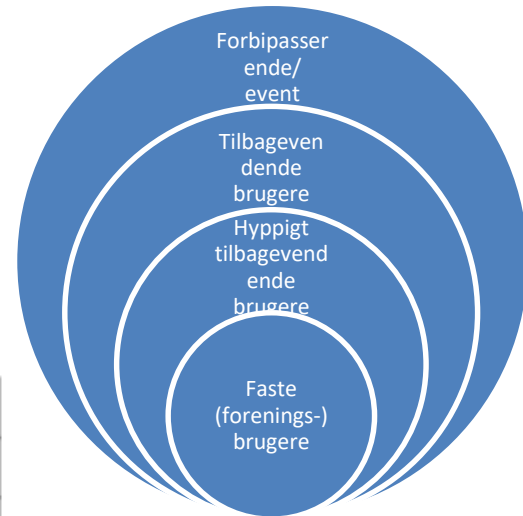 Forbipasser
ende/
event
Tilbageven
dende
brugere
Hyppigt
tilbagevend
ende
brugere
Faste
(forenings-)
brugere